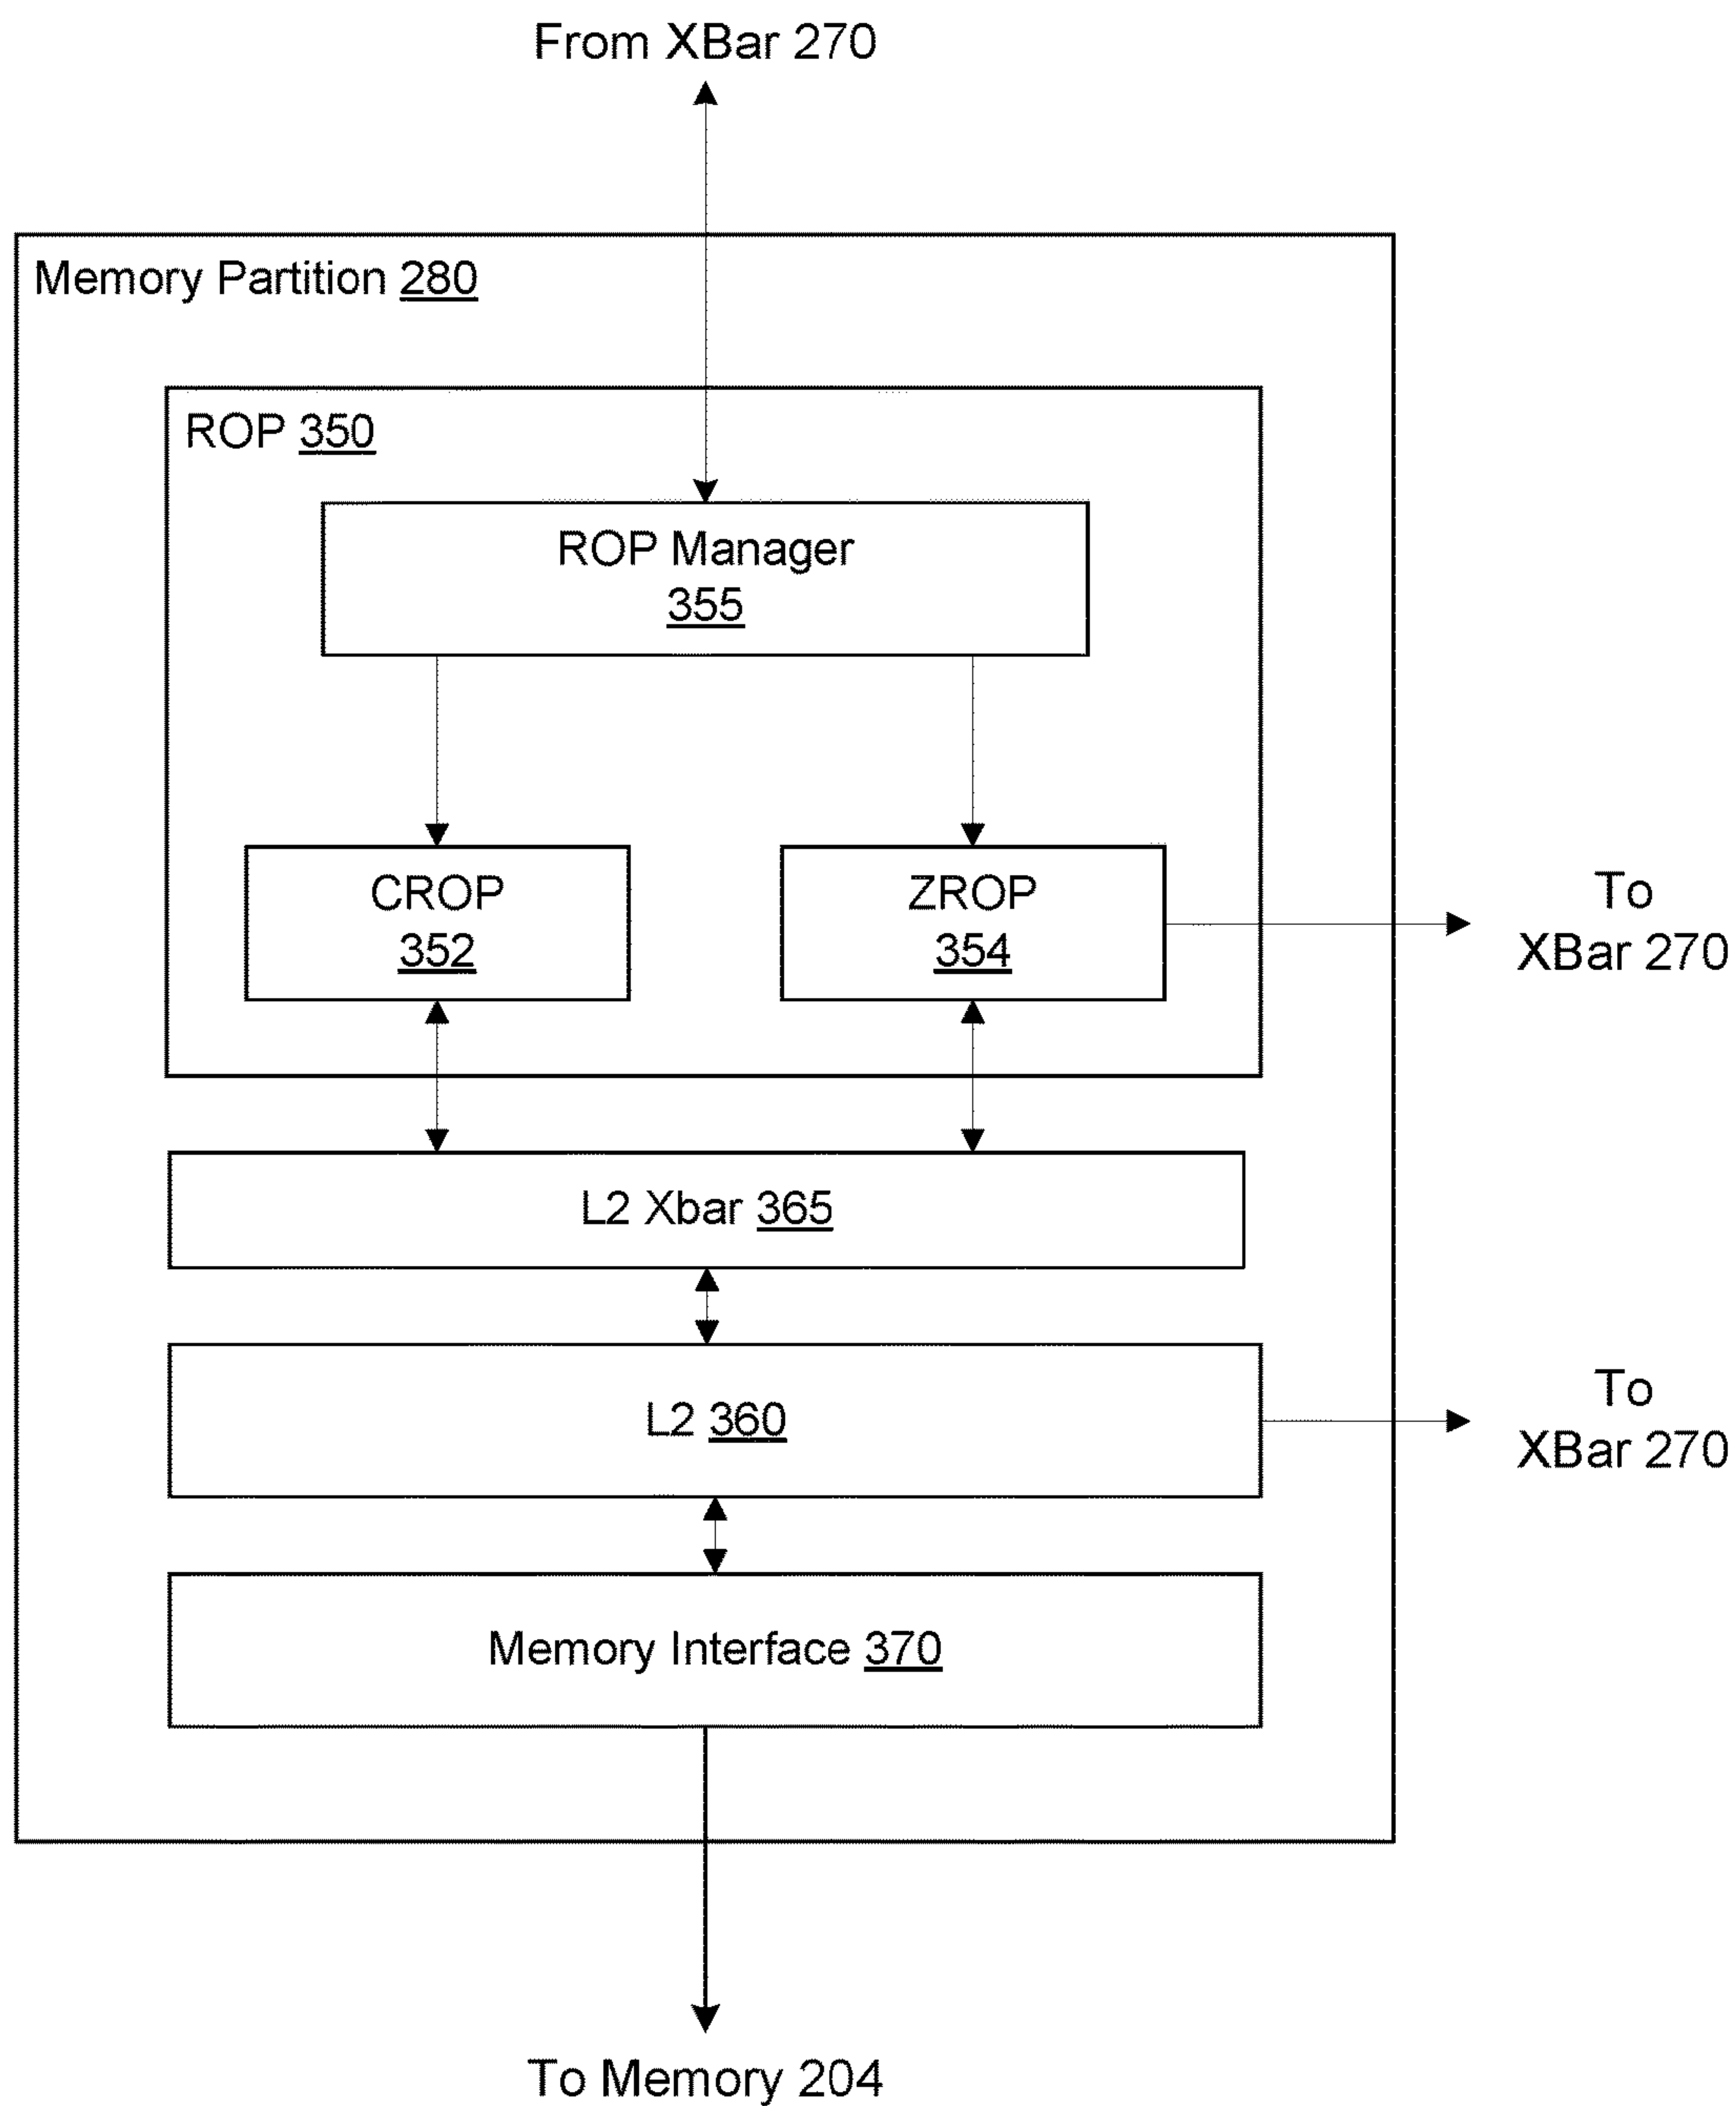 From XBar 270
Memory Partition 280
ROP 350
ROP Manager
355
CROP
352
ZROP
354
To
XBar 270
L2 Xbar 365
L2 360
To
XBar 270
Memory Interface 370
To Memory 204